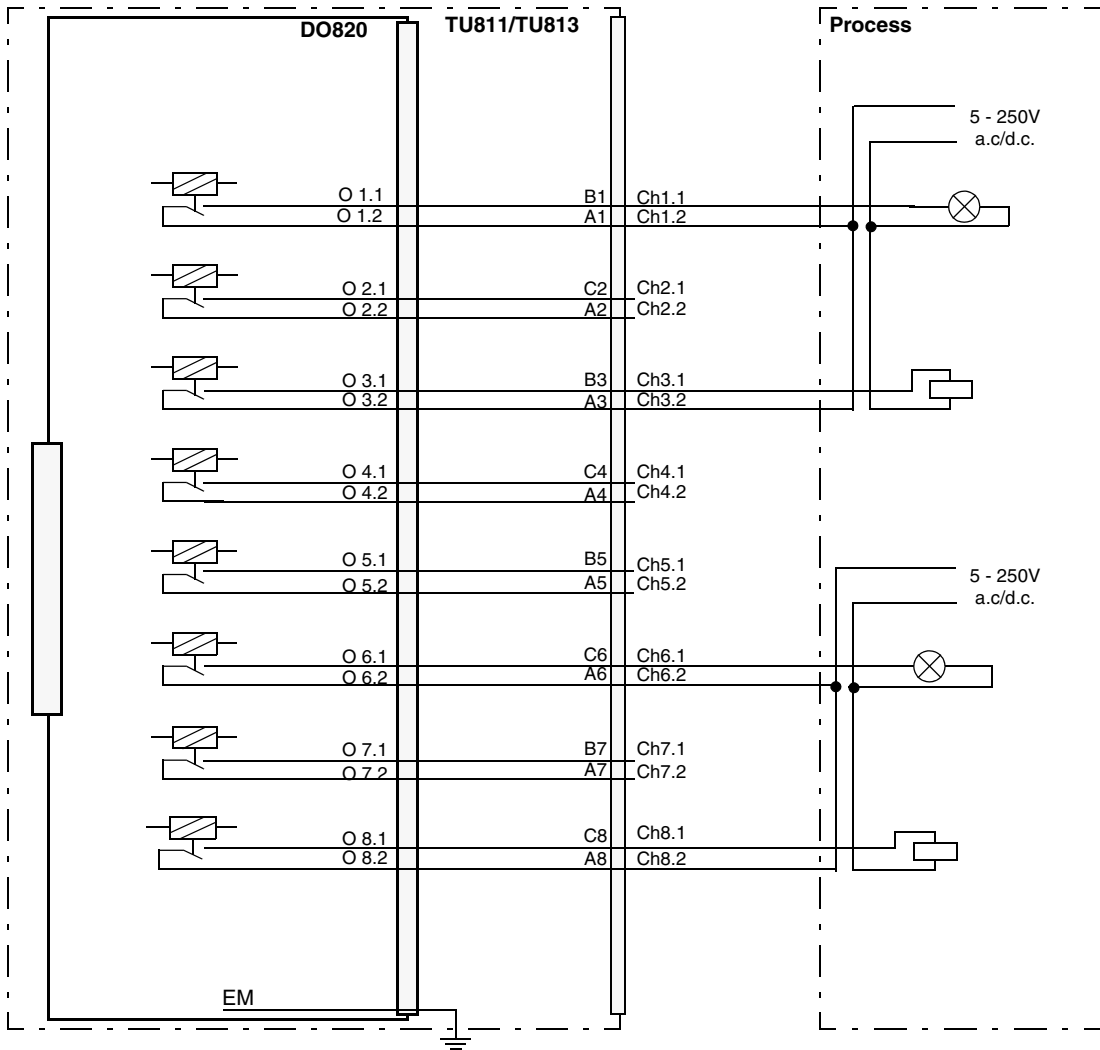 DO820 TU811/TU813 Process
5 - 250V
a.c/d.c.
O 1.1 B1 Ch1.1
O 1.2 A1 Ch1.2
O 2.1 C2 Ch2.1
O 2.2 A2 Ch2.2
O 3.1 B3 Ch3.1
O 3.2 A3 Ch3.2
O 4.1 C4 Ch4.1
O 4.2 A4 Ch4.2
O 5.1 B5 Ch5.1
O 5.2 A5 Ch5.2
5 - 250V
a.c/d.c.
O 6.1 C6 Ch6.1
O 6.2 A6 Ch6.2
O 7.1 B7 Ch7.1
O 7.2 A7 Ch7.2
O 8.1 C8 Ch8.1
O 8.2 A8 Ch8.2
EM